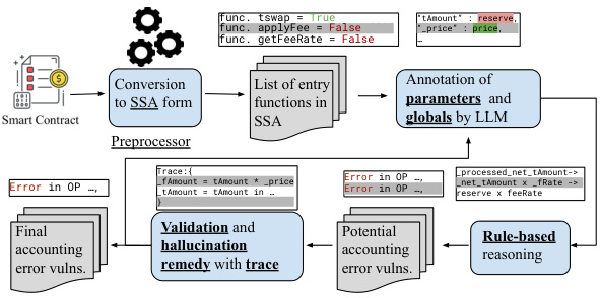 func. tswap = True
func. applyFee = False
func. getFeeRate = False
"tAmount" : reserve,
"_price" : price,
…
Smart Contract
Conversion
to SSA form
Preprocessor
List of entry
functions in
SSA
Annotation of
parameters and
globals by LLM
Error in OP …,
Final
accounting
error vulns.
Trace:{
_fAmount = tAmount * _price
_tAmount = tAmount in …
}
Validation and
hallucination
remedy with trace
Error in OP …,
Error in OP …,
Potential
accounting
error vulns.
_processed_net_tAmount->
_net_tAmount x _fRate ->
reserve x feeRate
Rule-based
reasoning